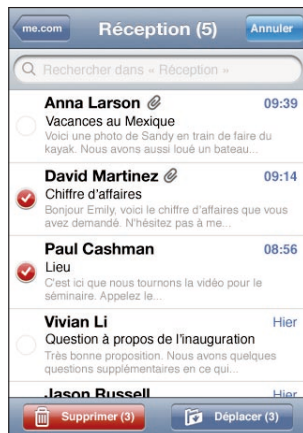 me.com Réception (5) Annuler
Rechercher dans « Réception »
Anna Larson 09:39
Vacances au Mexique
Voici une photo de Sandy en train de faire du
kayak. Nous avons aussi loué un bateau...
David Martinez 09:14
Chiffre d'affaires
Bonjour Emily, voici le chiffre d'affaires que vous
avez demandé. N'hésitez pas à me...
Paul Cashman 08:56
Lieu
C'est ici que nous tournons la vidéo pour le
séminaire. Appelez le...
Vivian Li Hier
Question à propos de l'inauguration
Très bonne proposition. Nous avons quelques
questions supplémentaires en ce qui...
Jason Russell Hier
Supprimer (3) Déplacer (3)